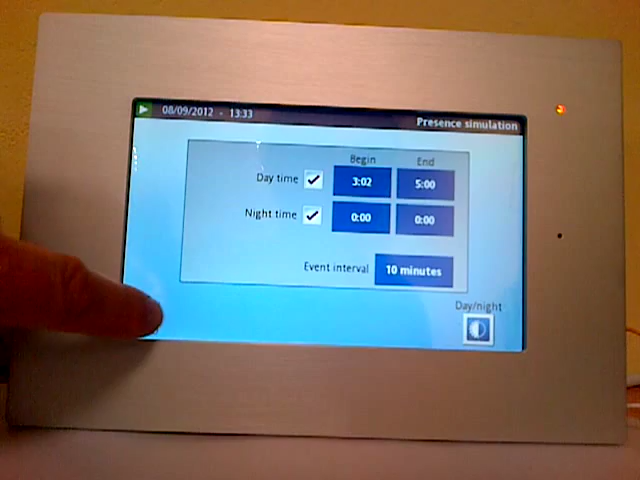 08/09/2012 - 13:33
Presence simulation
Begin End
Day time 3:02 5:00
Night time 0:00 0:00
Event interval 10 minutes
Day/night